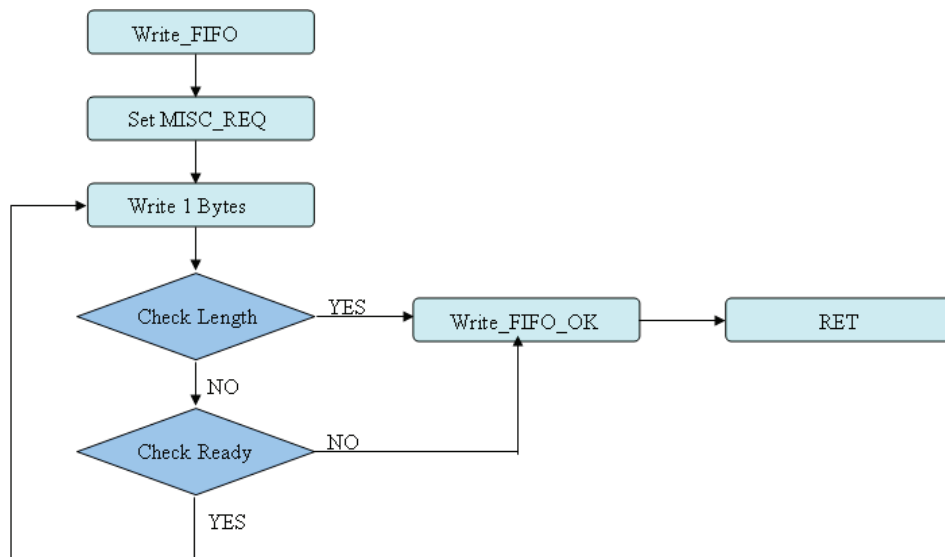 Write_FIFO
Set MISC_REQ
Write 1 Bytes
Check Length
YES
Write_FIFO_OK
RET
NO
Check Ready
NO
YES